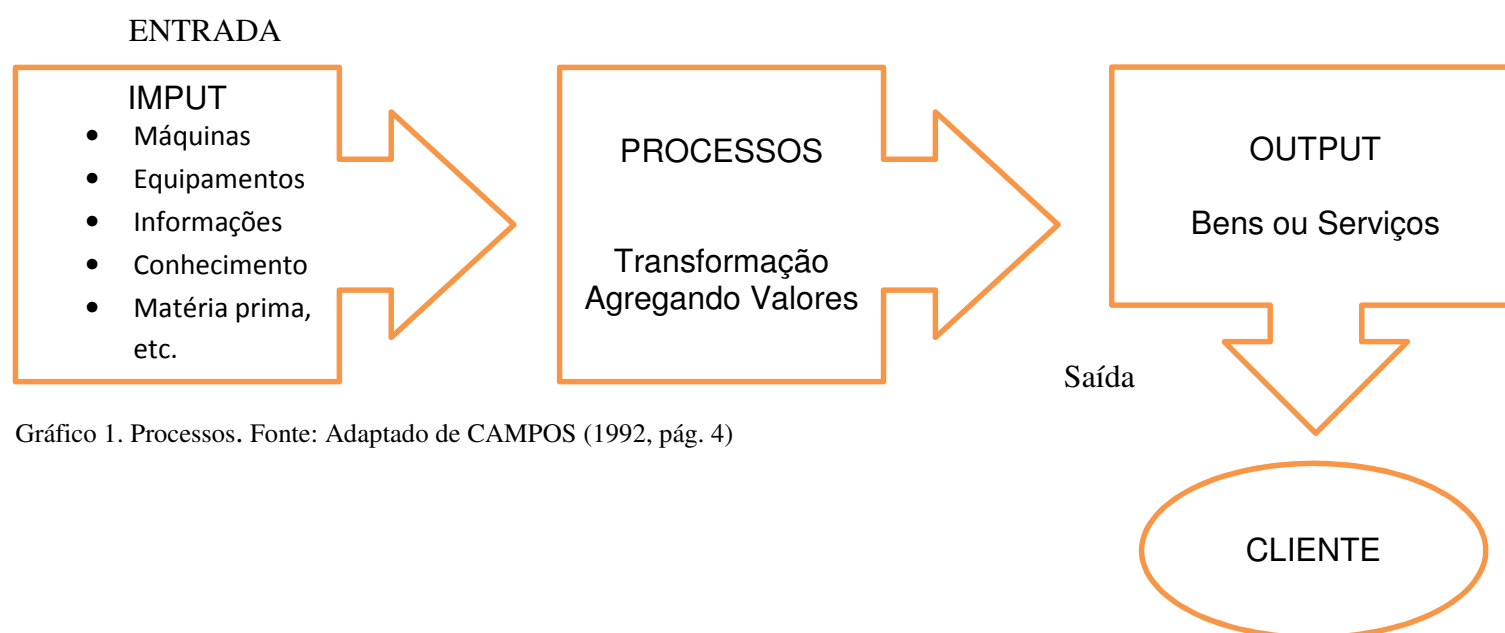 ENTRADA
IMPUT
• Máquinas
• Equipamentos
• Informações
• Conhecimento
• Matéria prima,
etc.
PROCESSOS
Transformação
Agregando Valores
OUTPUT
Bens ou Serviços
Saída
Gráfico 1. Processos. Fonte: Adaptado de CAMPOS (1992, pág. 4)
CLIENTE